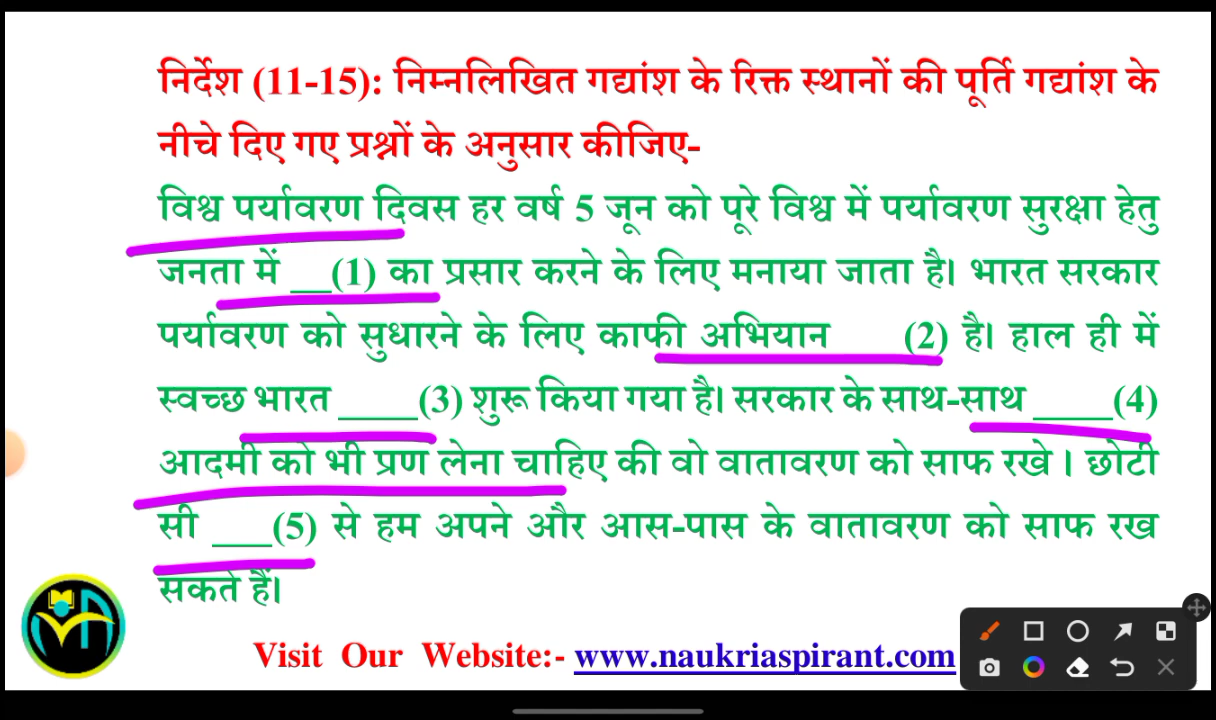 निर्देश (11-15): निम्नलिखित गद्यांश के रिक्त स्थानों की पूर्ति गद्यांश के
नीचे दिए गए प्रश्नों के अनुसार कीजिए-
विश्व पर्यावरण दिवस हर वर्ष 5 जून को पूरे विश्व में पर्यावरण सुरक्षा हेतु
जनता में __(1) का प्रसार करने के लिए मनाया जाता है। भारत सरकार
पर्यावरण को सुधारने के लिए काफी अभियान ____(2) है। हाल ही में
स्वच्छ भारत ____(3) शुरू किया गया है। सरकार के साथ-साथ ____(4)
आदमी को भी प्रण लेना चाहिए की वो वातावरण को साफ रखे । छोटी
सी ___(5) से हम अपने और आस-पास के वातावरण को साफ रख
सकते हैं।
Visit Our Website:- www.naukriaspirant.com